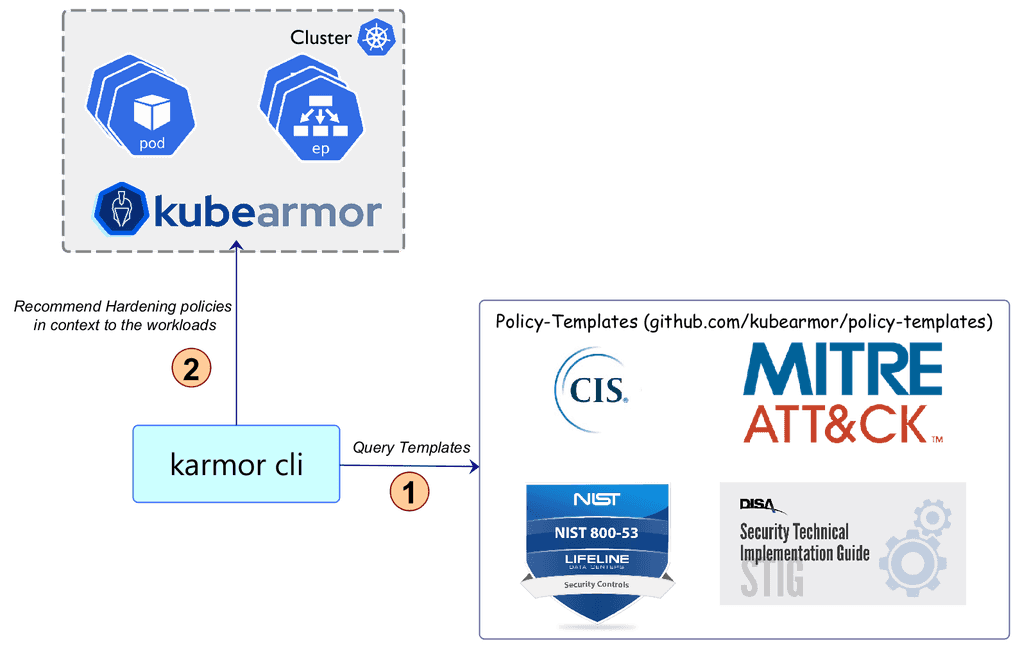 Cluster
pod
ep
kubearmor
Recommend Hardening policies
in context to the workloads
2
karmor cli
Query Templates
1
Policy-Templates (github.com/kubearmor/policy-templates)
CIS®
MITRE
ATT&CK™
NIST
NIST 800-53
LIFELINE
DATA CENTERS
Security Controls
DISA
Security Technical
Implementation Guide
STIG